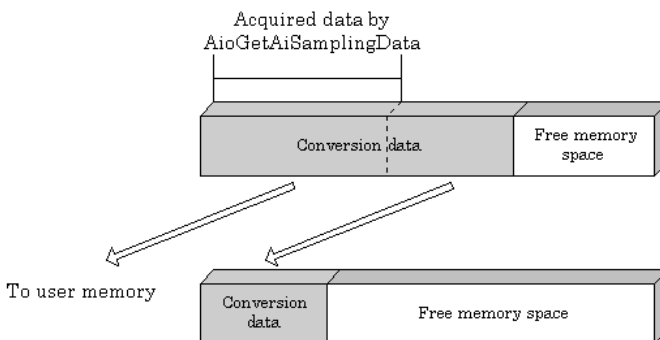 Acquired data by
AioGetAiSamplingData
Conversion data
Free memory
space
To user memory
Conversion
data
Free memory space